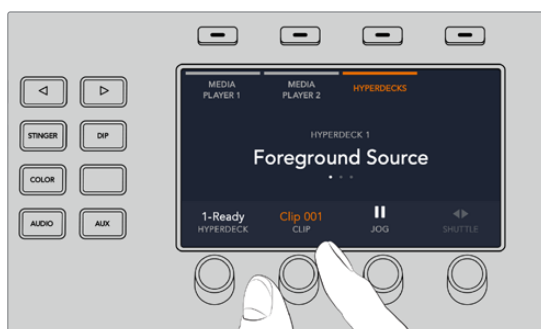 MEDIA PLAYER 1
MEDIA PLAYER 2
HYPERDECKS
HYPERDECK 1
Foreground Source
1-Ready
HYPERDECK
Clip 001
CLIP
JOG
SHUTTLE
STINGER
DIP
COLOR
AUDIO
AUX